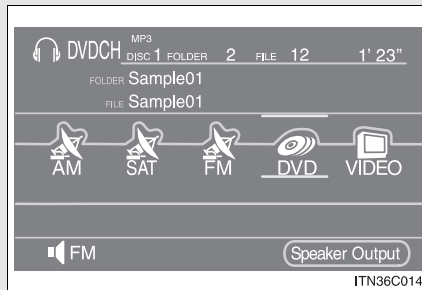 MP3
DVDCH DISC 1 FOLDER 2 FILE 12 1' 23"
FOLDER Sample01
FILE Sample01
AM SAT FM DVD VIDEO
FM Speaker Output
ITN36C014